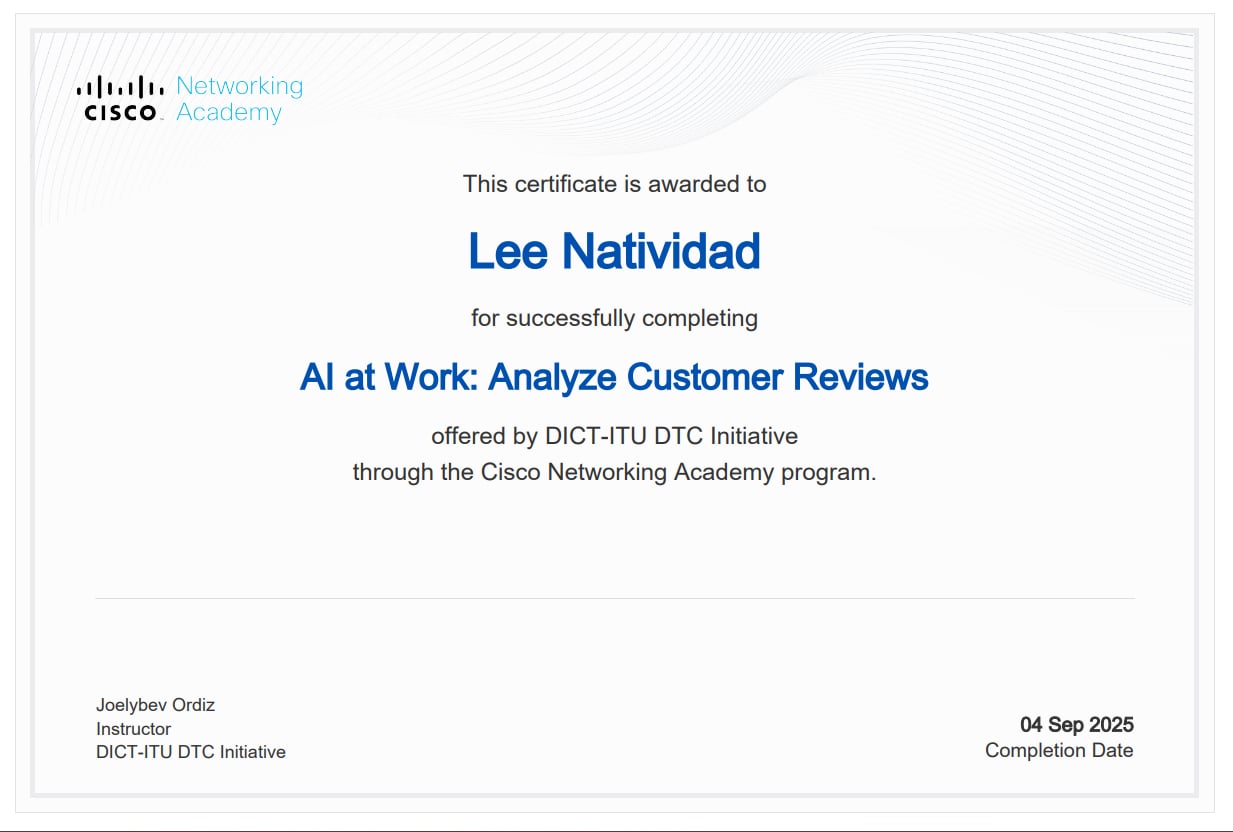 Networking
CISCO Academy
This certificate is awarded to
Lee Natividad
for successfully completing
AI at Work: Analyze Customer Reviews
offered by DICT-ITU DTC Initiative
through the Cisco Networking Academy program.
Joelybev Ordiz
Instructor
DICT-ITU DTC Initiative
04 Sep 2025
Completion Date